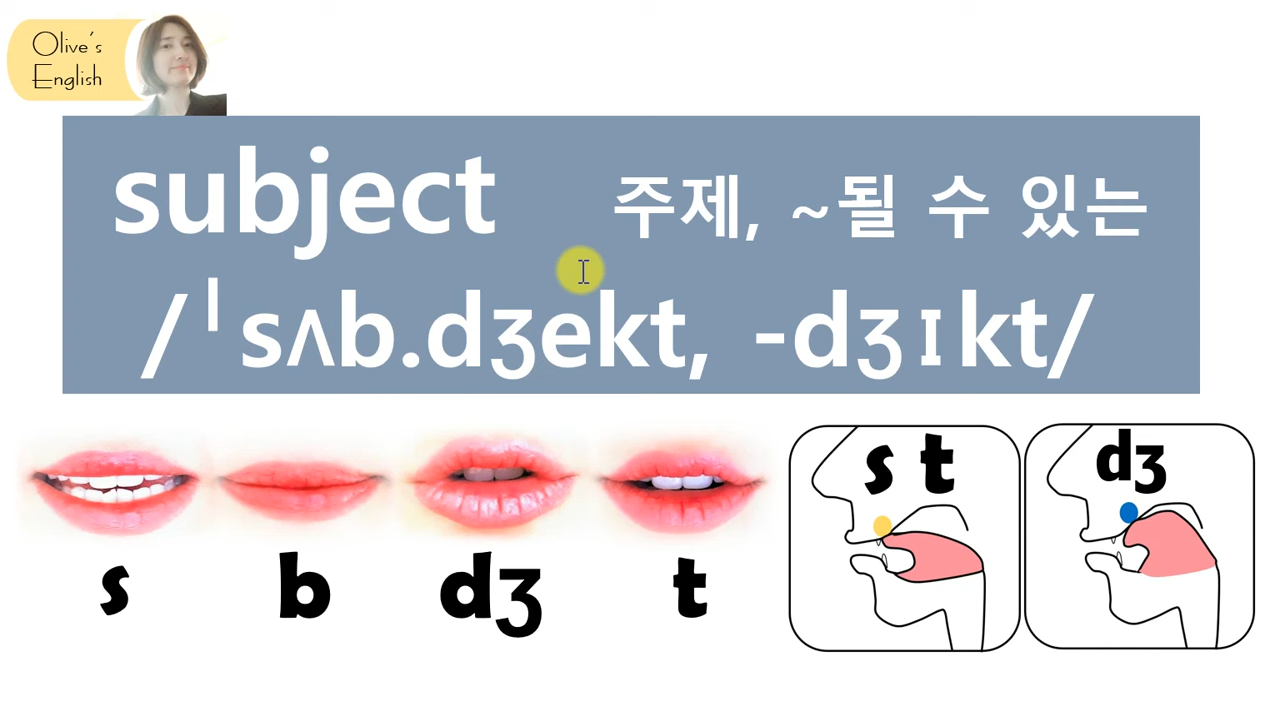 Olive's
English
subject 주제, ~될 수 있는
/ˈsʌb.dʒekt, -dʒɪkt/
s b dʒ t
s t
dʒ